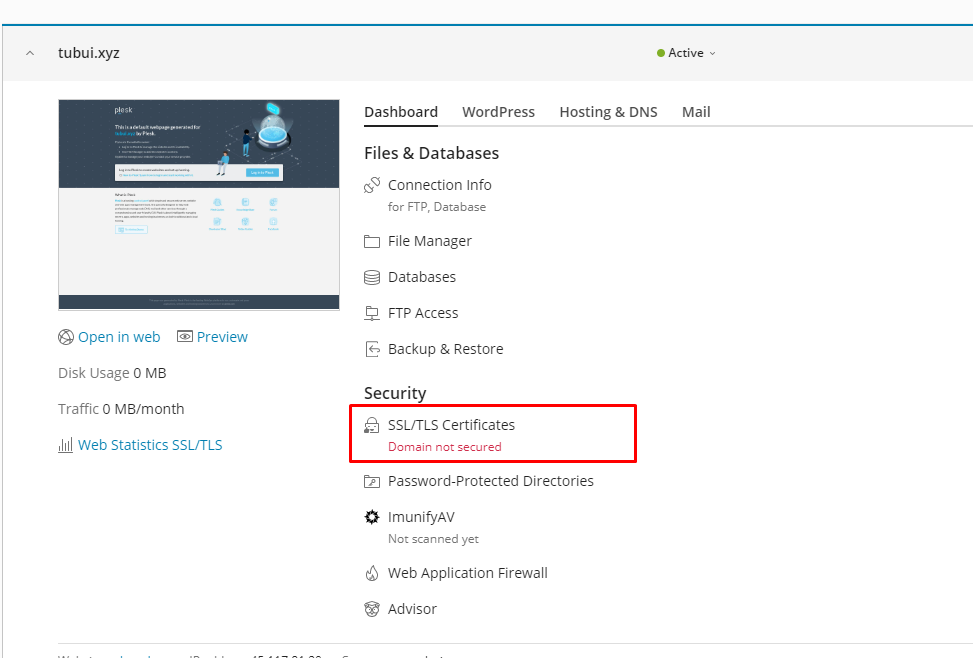 tubui.xyz
Active
plesk
This is a default webpage generated for
tubui.xyz by Plesk.
Dashboard WordPress Hosting & DNS Mail
Files & Databases
Connection Info
for FTP, Database
File Manager
Databases
FTP Access
Backup & Restore
Open in web Preview
Disk Usage 0 MB
Traffic 0 MB/month
Web Statistics SSL/TLS
Security
SSL/TLS Certificates
Domain not secured
Password-Protected Directories
ImunifyAV
Not scanned yet
Web Application Firewall
Advisor